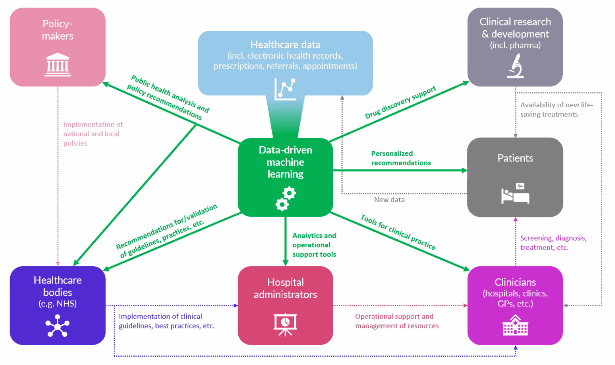 Policy-
makers
Healthcare data
(incl. electronic health records,
prescriptions, referrals, appointments)
Clinical research
& development
(incl. pharma)
Public health analysis and
policy recommendations
Drug discovery support
Availability of new life-
saving treatments
Implementation of
national and local
policies
Data-driven
machine
learning
Personalized
recommendations
Patients
New data
Recommendations for/validation
of guidelines, practices, etc.
Analytics and
operational
support tools
Tools for clinical practice
Screening, diagnosis,
treatment, etc.
Healthcare
bodies
(e.g. NHS)
Implementation of clinical
guidelines, best practices, etc.
Hospital
administrators
Operational support and
management of resources
Clinicians
(hospitals, clinics,
GPs, etc.)